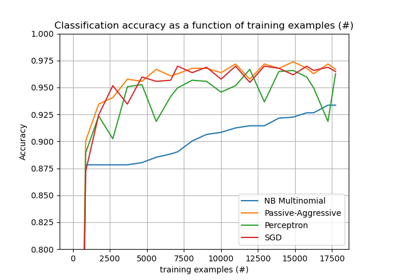 Classification accuracy as a function of training examples (#)
1.000
0.975
0.950
0.925
0.900
0.875
0.850
0.825
0.800
Accuracy
NB Multinomial
Passive-Aggressive
Perceptron
SGD
0 2500 5000 7500 10000 12500 15000 17500
training examples (#)